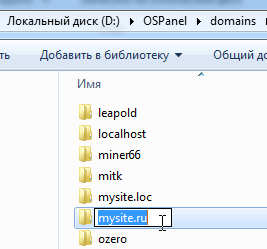 Локальный диск (D:) ▸ OSPanel ▸ domains ▸
Добавить в библиотеку ▾ Общий до
Имя
leapold
localhost
miner66
mitk
mysite.loc
mysite.ru
ozero